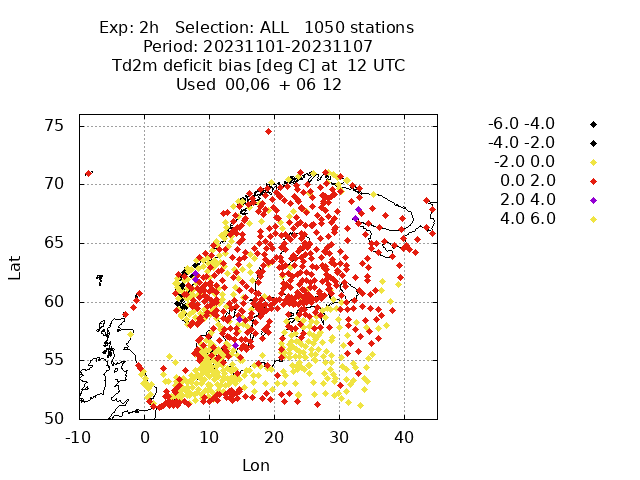 Exp: 2h   Selection: ALL   1050 stations
Period: 20231101-20231107
Td2m deficit bias [deg C] at  12 UTC
Used  00,06  + 06 12
-6.0 -4.0
-4.0 -2.0
-2.0 0.0
0.0 2.0
2.0 4.0
4.0 6.0
75
70
65
60
55
50
Lat
-10 0 10 20 30 40
Lon